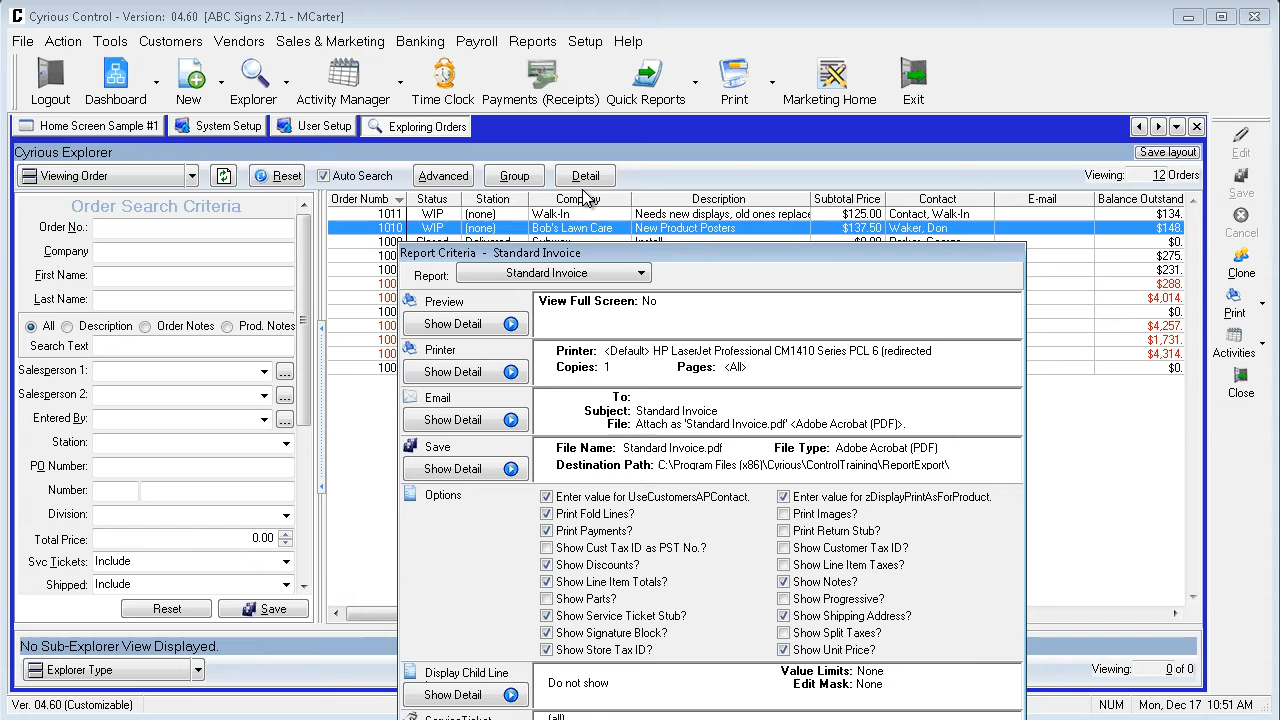 Cyrious Control - Version: 04.60 [ABC Signs 2.71 - MCarter]
File Action Tools Customers Vendors Sales & Marketing Banking Payroll Reports Setup Help
Logout Dashboard New Explorer Activity Manager Time Clock Payments (Receipts) Quick Reports Print Marketing Home Exit
Home Screen Sample #1 System Setup User Setup Exploring Orders
Cyrious Explorer Save layout
Viewing Order Reset Auto Search Advanced Group Detail Viewing: 12 Orders
Order Search Criteria
Order No.:
Company
First Name:
Last Name:
All Description Order Notes Prod. Notes
Search Text
Salesperson 1:
Salesperson 2:
Entered By:
Station:
PO Number:
Number:
Division:
Total Price: 0.00
Svc Tickets: Include
Shipped: Include
Reset Save
Order Numb Status Station Company Description Subtotal Price Contact E-mail Balance Outstand
1011 WIP (none) Walk-In Needs new displays, old ones replace $125.00 Contact, Walk-In $134.
1010 WIP (none) Bob's Lawn Care New Product Posters $137.50 Waker, Don $148.
1009 Closed Delivered Subway Install $0.00 $0.
100 $275.
100 $231.
100 $288.
100 $4,014.
100 $0.
100 $4,257.
100 $1,731.
100 $4,314.
100 $0.
Report Criteria - Standard Invoice
Report: Standard Invoice
Preview
Show Detail
View Full Screen: No
Printer
Show Detail
Printer: <Default> HP LaserJet Professional CM1410 Series PCL 6 (redirected
Copies: 1 Pages: <All>
Email
Show Detail
To:
Subject: Standard Invoice
File: Attach as 'Standard Invoice.pdf' <Adobe Acrobat (PDF)>.
Save
Show Detail
File Name: Standard Invoice.pdf File Type: Adobe Acrobat (PDF)
Destination Path: C:\Program Files (x86)\Cyrious\ControlTraining\ReportExport\
Options
Enter value for UseCustomersAPContact. Enter value for zDisplayPrintAsForProduct.
Print Fold Lines? Print Images?
Print Payments? Print Return Stub?
Show Cust Tax ID as PST No.? Show Customer Tax ID?
Show Discounts? Show Line Item Taxes?
Show Line Item Totals? Show Notes?
Show Parts? Show Progressive?
Show Service Ticket Stub? Show Shipping Address?
Show Signature Block? Show Split Taxes?
Show Store Tax ID? Show Unit Price?
Display Child Line
Show Detail
Do not show
Value Limits: None
Edit Mask: None
ServiceTicket (all)
Edit
Save
Cancel
Clone
Print
Activities
Close
No Sub-Explorer View Displayed.
Explorer Type Viewing: 0 of 0
Ver. 04.60 (Customizable) NUM Mon, Dec 17 10:51 AM